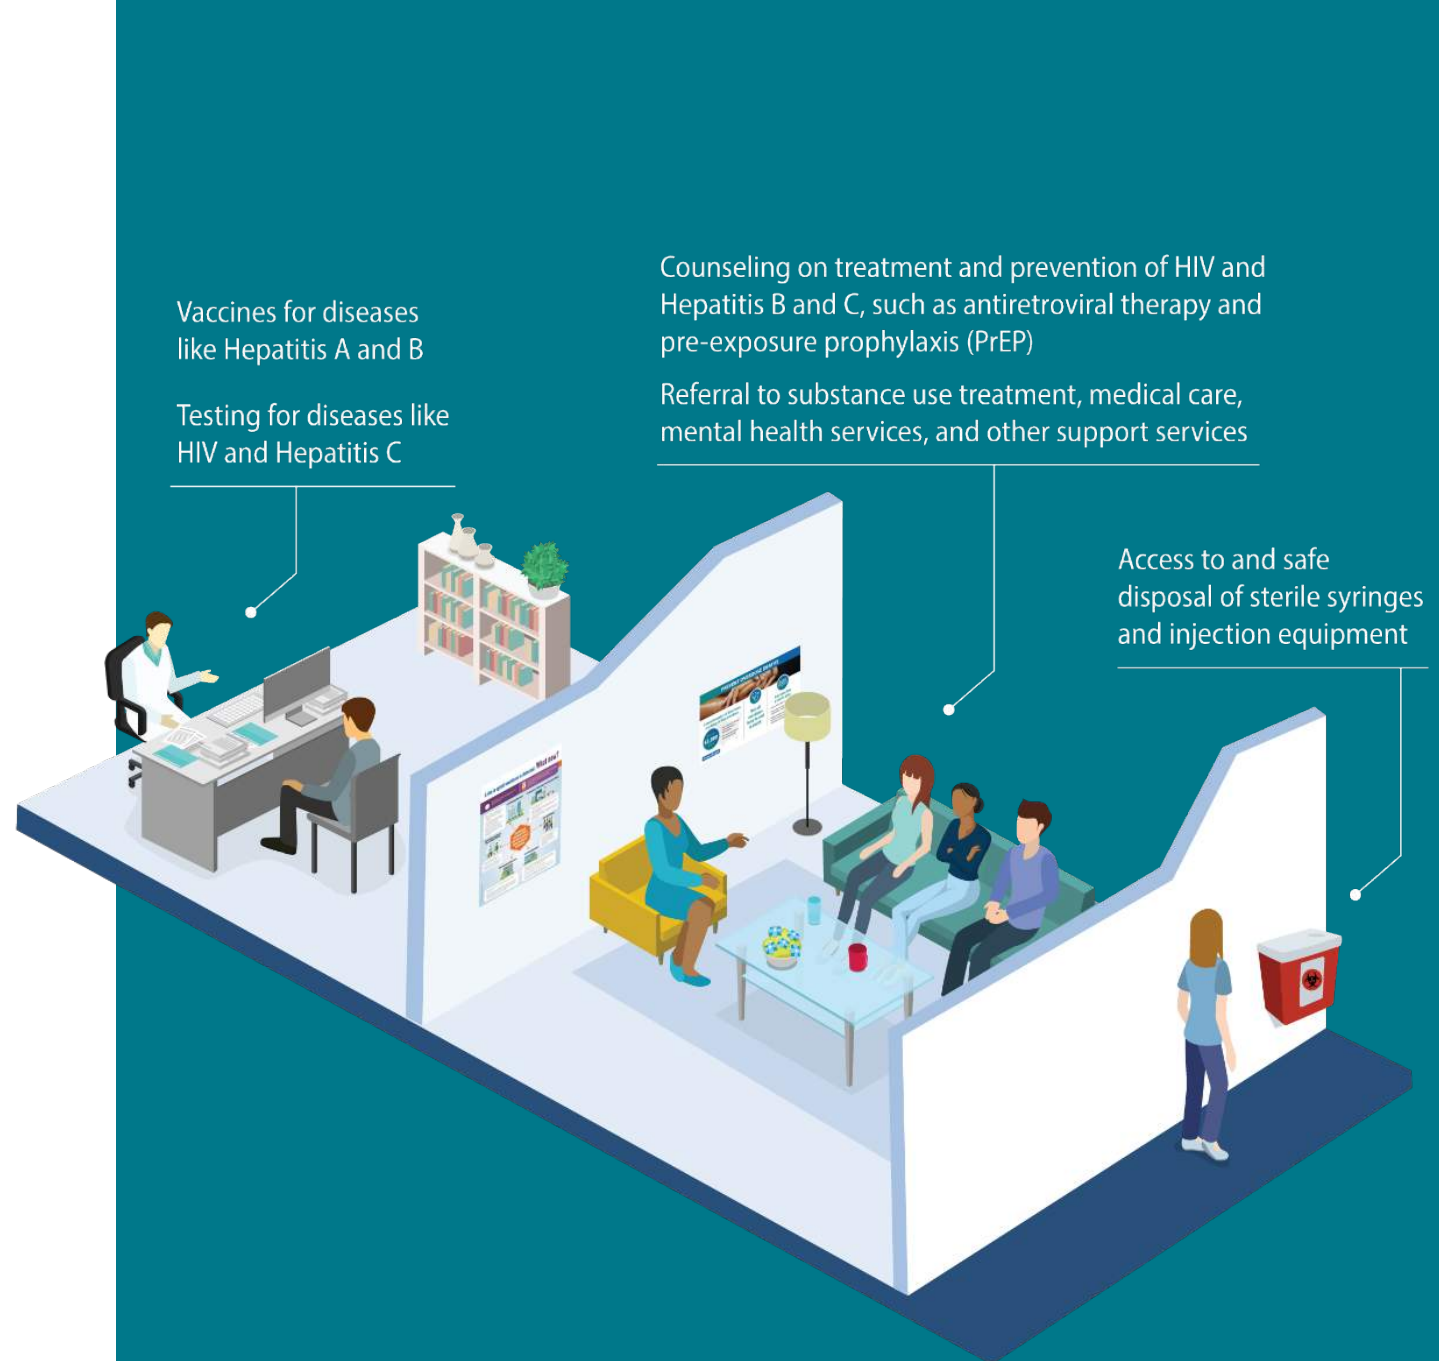 Vaccines for diseases
like Hepatitis A and B
Testing for diseases like
HIV and Hepatitis C
Counseling on treatment and prevention of HIV and
Hepatitis B and C, such as antiretroviral therapy and
pre-exposure prophylaxis (PrEP)
Referral to substance use treatment, medical care,
mental health services, and other support services
Access to and safe
disposal of sterile syringes
and injection equipment
What now?